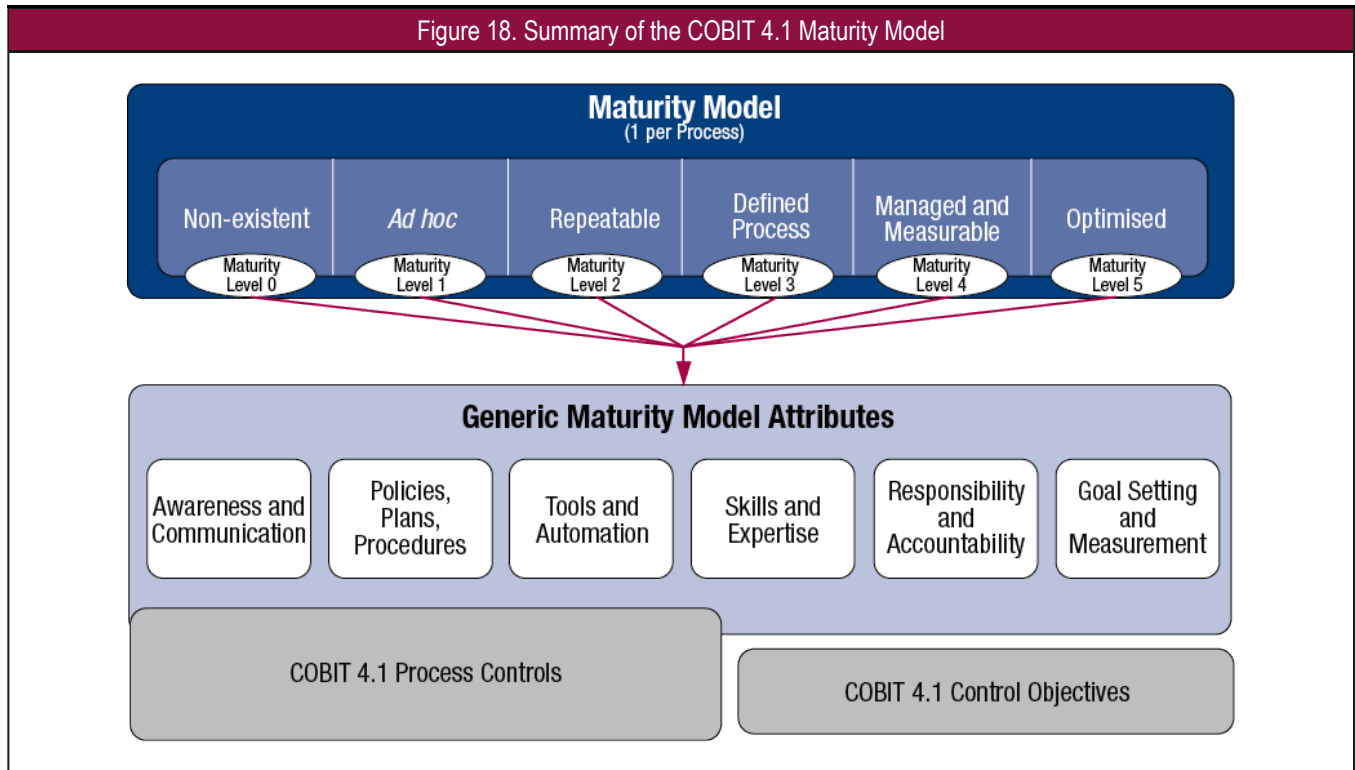 Figure 18. Summary of the COBIT 4.1 Maturity Model
Maturity Model
(1 per Process)
Non-existent
Ad hoc
Repeatable
Defined
Process
Managed and
Measurable
Optimised
Maturity
Level 0
Maturity
Level 1
Maturity
Level 2
Maturity
Level 3
Maturity
Level 4
Maturity
Level 5
Generic Maturity Model Attributes
Awareness and
Communication
Policies,
Plans,
Procedures
Tools and
Automation
Skills and
Expertise
Responsibility
and
Accountability
Goal Setting
and
Measurement
COBIT 4.1 Process Controls
COBIT 4.1 Control Objectives